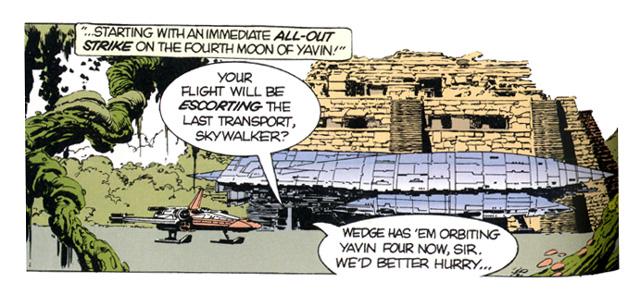 "...STARTING WITH AN IMMEDIATE ALL-OUT
STRIKE ON THE FOURTH MOON OF YAVIN!"
YOUR
FLIGHT WILL BE
ESCORTING THE
LAST TRANSPORT,
SKYWALKER?
WEDGE HAS 'EM ORBITING
YAVIN FOUR NOW, SIR.
WE'D BETTER HURRY...